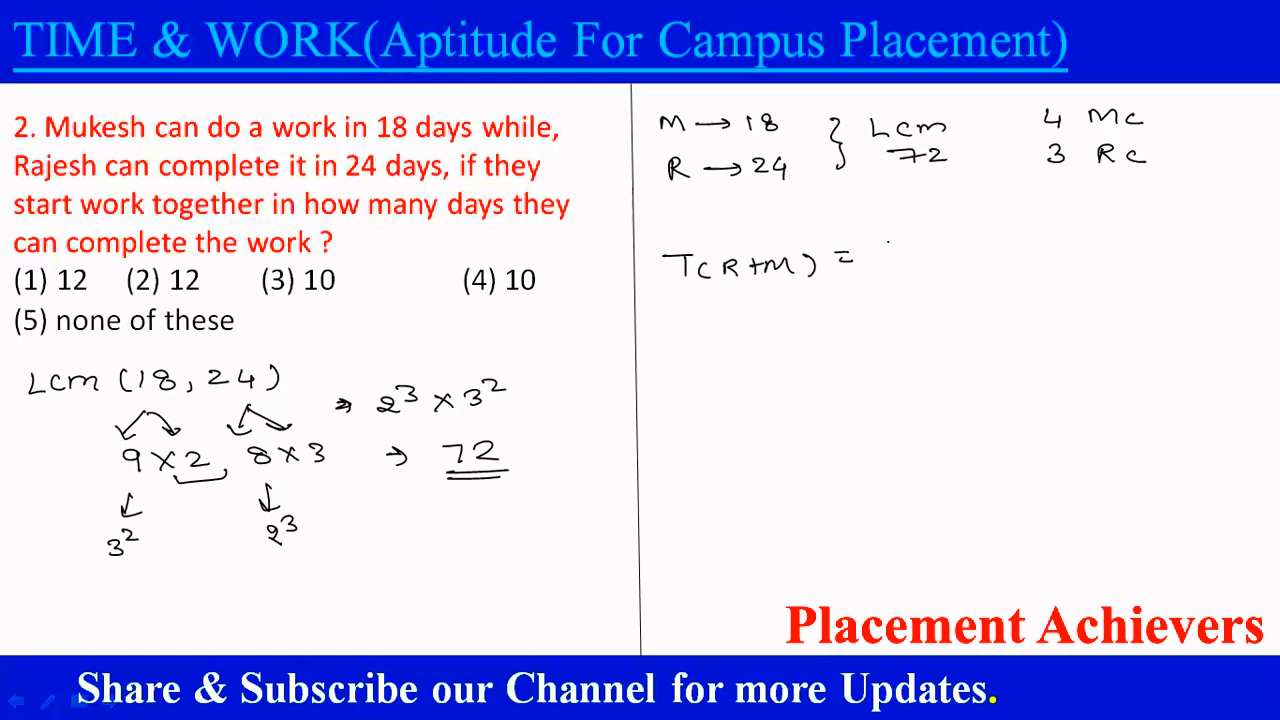 TIME & WORK(Aptitude For Campus Placement)
2. Mukesh can do a work in 18 days while,
Rajesh can complete it in 24 days, if they
start work together in how many days they
can complete the work ?
(1) 12 (2) 12 (3) 10 (4) 10
(5) none of these
Lcm (18, 24)
9 × 2, 8 × 3
3² 2³
⇒ 2³ × 3²
→ 72
M → 18 } Lcm 4 Mc
R → 24 72 3 Rc
T(R+M) =
Placement Achievers
Share & Subscribe our Channel for more Updates.